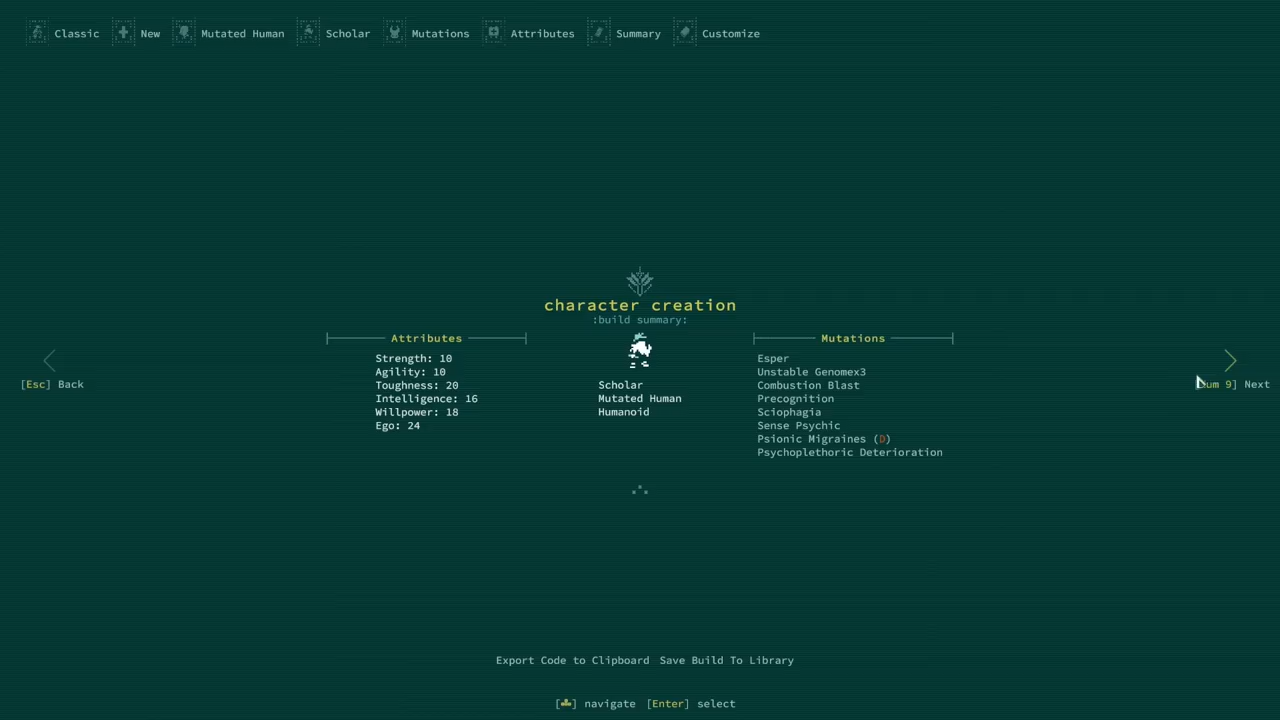 Classic New Mutated Human Scholar Mutations Attributes Summary Customize
character creation
:build summary:
Attributes
Strength: 10
Agility: 10
Toughness: 20
Intelligence: 16
Willpower: 18
Ego: 24
Scholar
Mutated Human
Humanoid
Mutations
Esper
Unstable Genomex3
Combustion Blast
Precognition
Sciophagia
Sense Psychic
Psionic Migraines (D)
Psychoplethoric Deterioration
[Esc] Back
9] Next
Export Code to Clipboard Save Build To Library
navigate [Enter] select